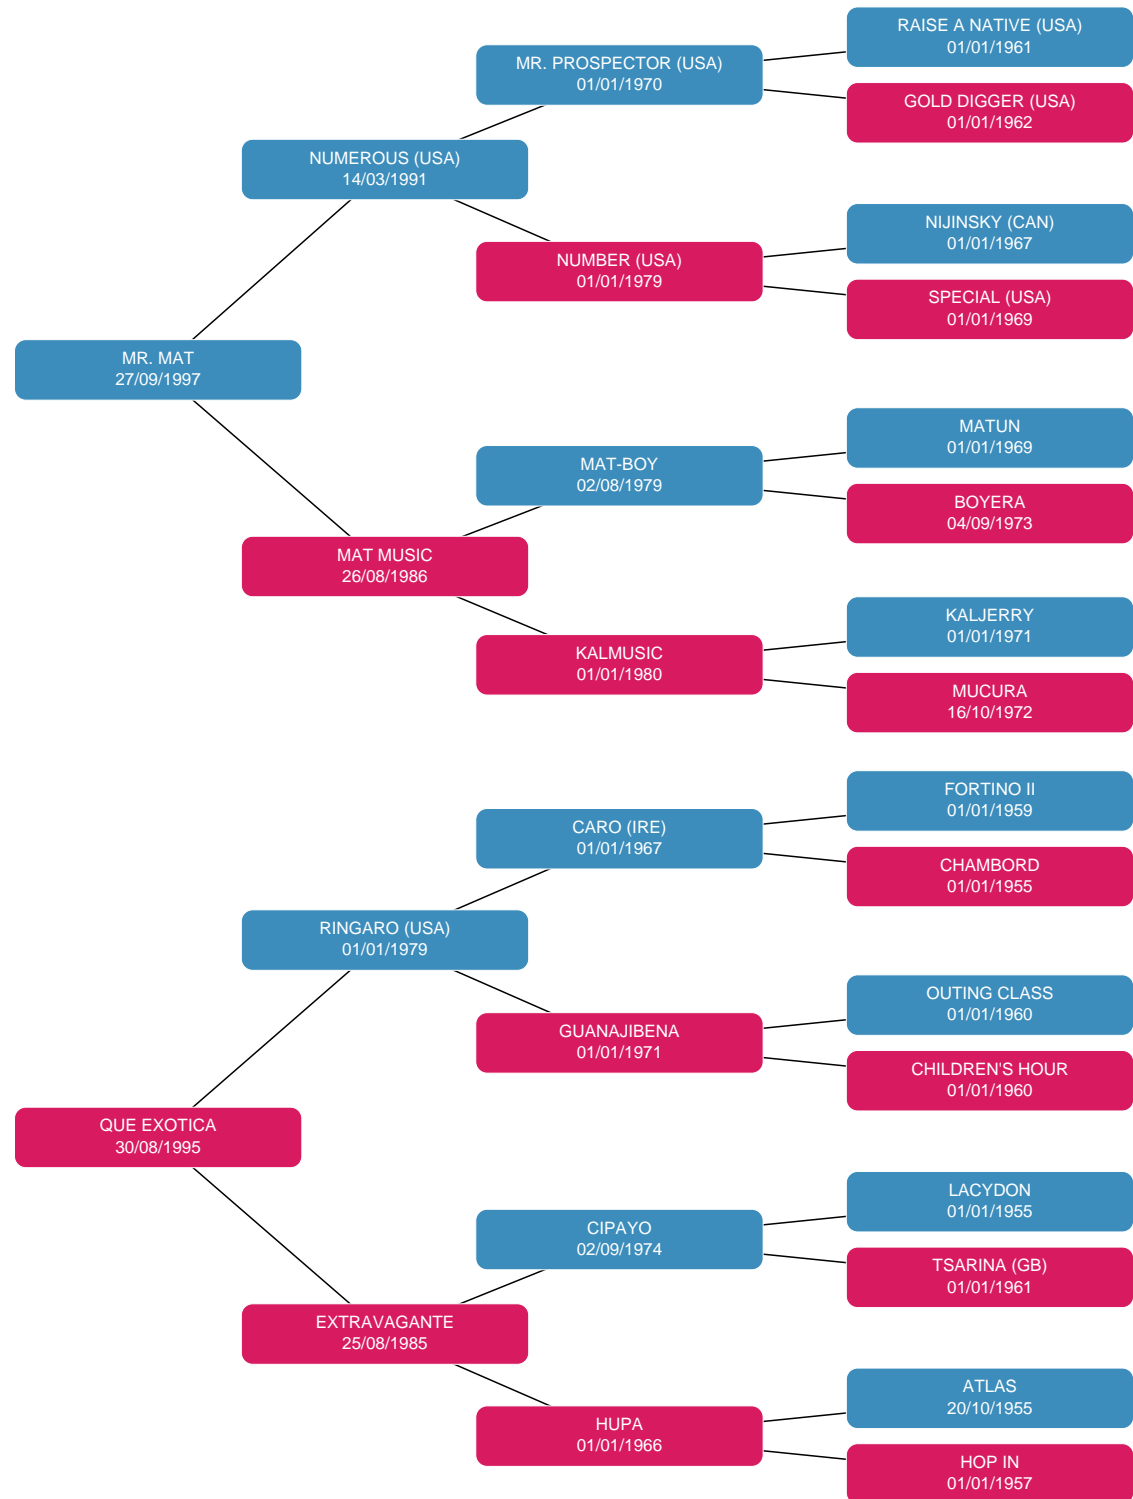 RAISE A NATIVE (USA)
01/01/1961
MR. PROSPECTOR (USA)
01/01/1970
GOLD DIGGER (USA)
01/01/1962
NUMEROUS (USA)
14/03/1991
NIJINSKY (CAN)
01/01/1967
NUMBER (USA)
01/01/1979
SPECIAL (USA)
01/01/1969
MR. MAT
27/09/1997
MATUN
01/01/1969
MAT-BOY
02/08/1979
BOYERA
04/09/1973
MAT MUSIC
26/08/1986
KALJERRY
01/01/1971
KALMUSIC
01/01/1980
MUCURA
16/10/1972
FORTINO II
01/01/1959
CARO (IRE)
01/01/1967
CHAMBORD
01/01/1955
RINGARO (USA)
01/01/1979
OUTING CLASS
01/01/1960
GUANAJIBENA
01/01/1971
CHILDREN'S HOUR
01/01/1960
QUE EXOTICA
30/08/1995
LACYDON
01/01/1955
CIPAYO
02/09/1974
TSARINA (GB)
01/01/1961
EXTRAVAGANTE
25/08/1985
ATLAS
20/10/1955
HUPA
01/01/1966
HOP IN
01/01/1957